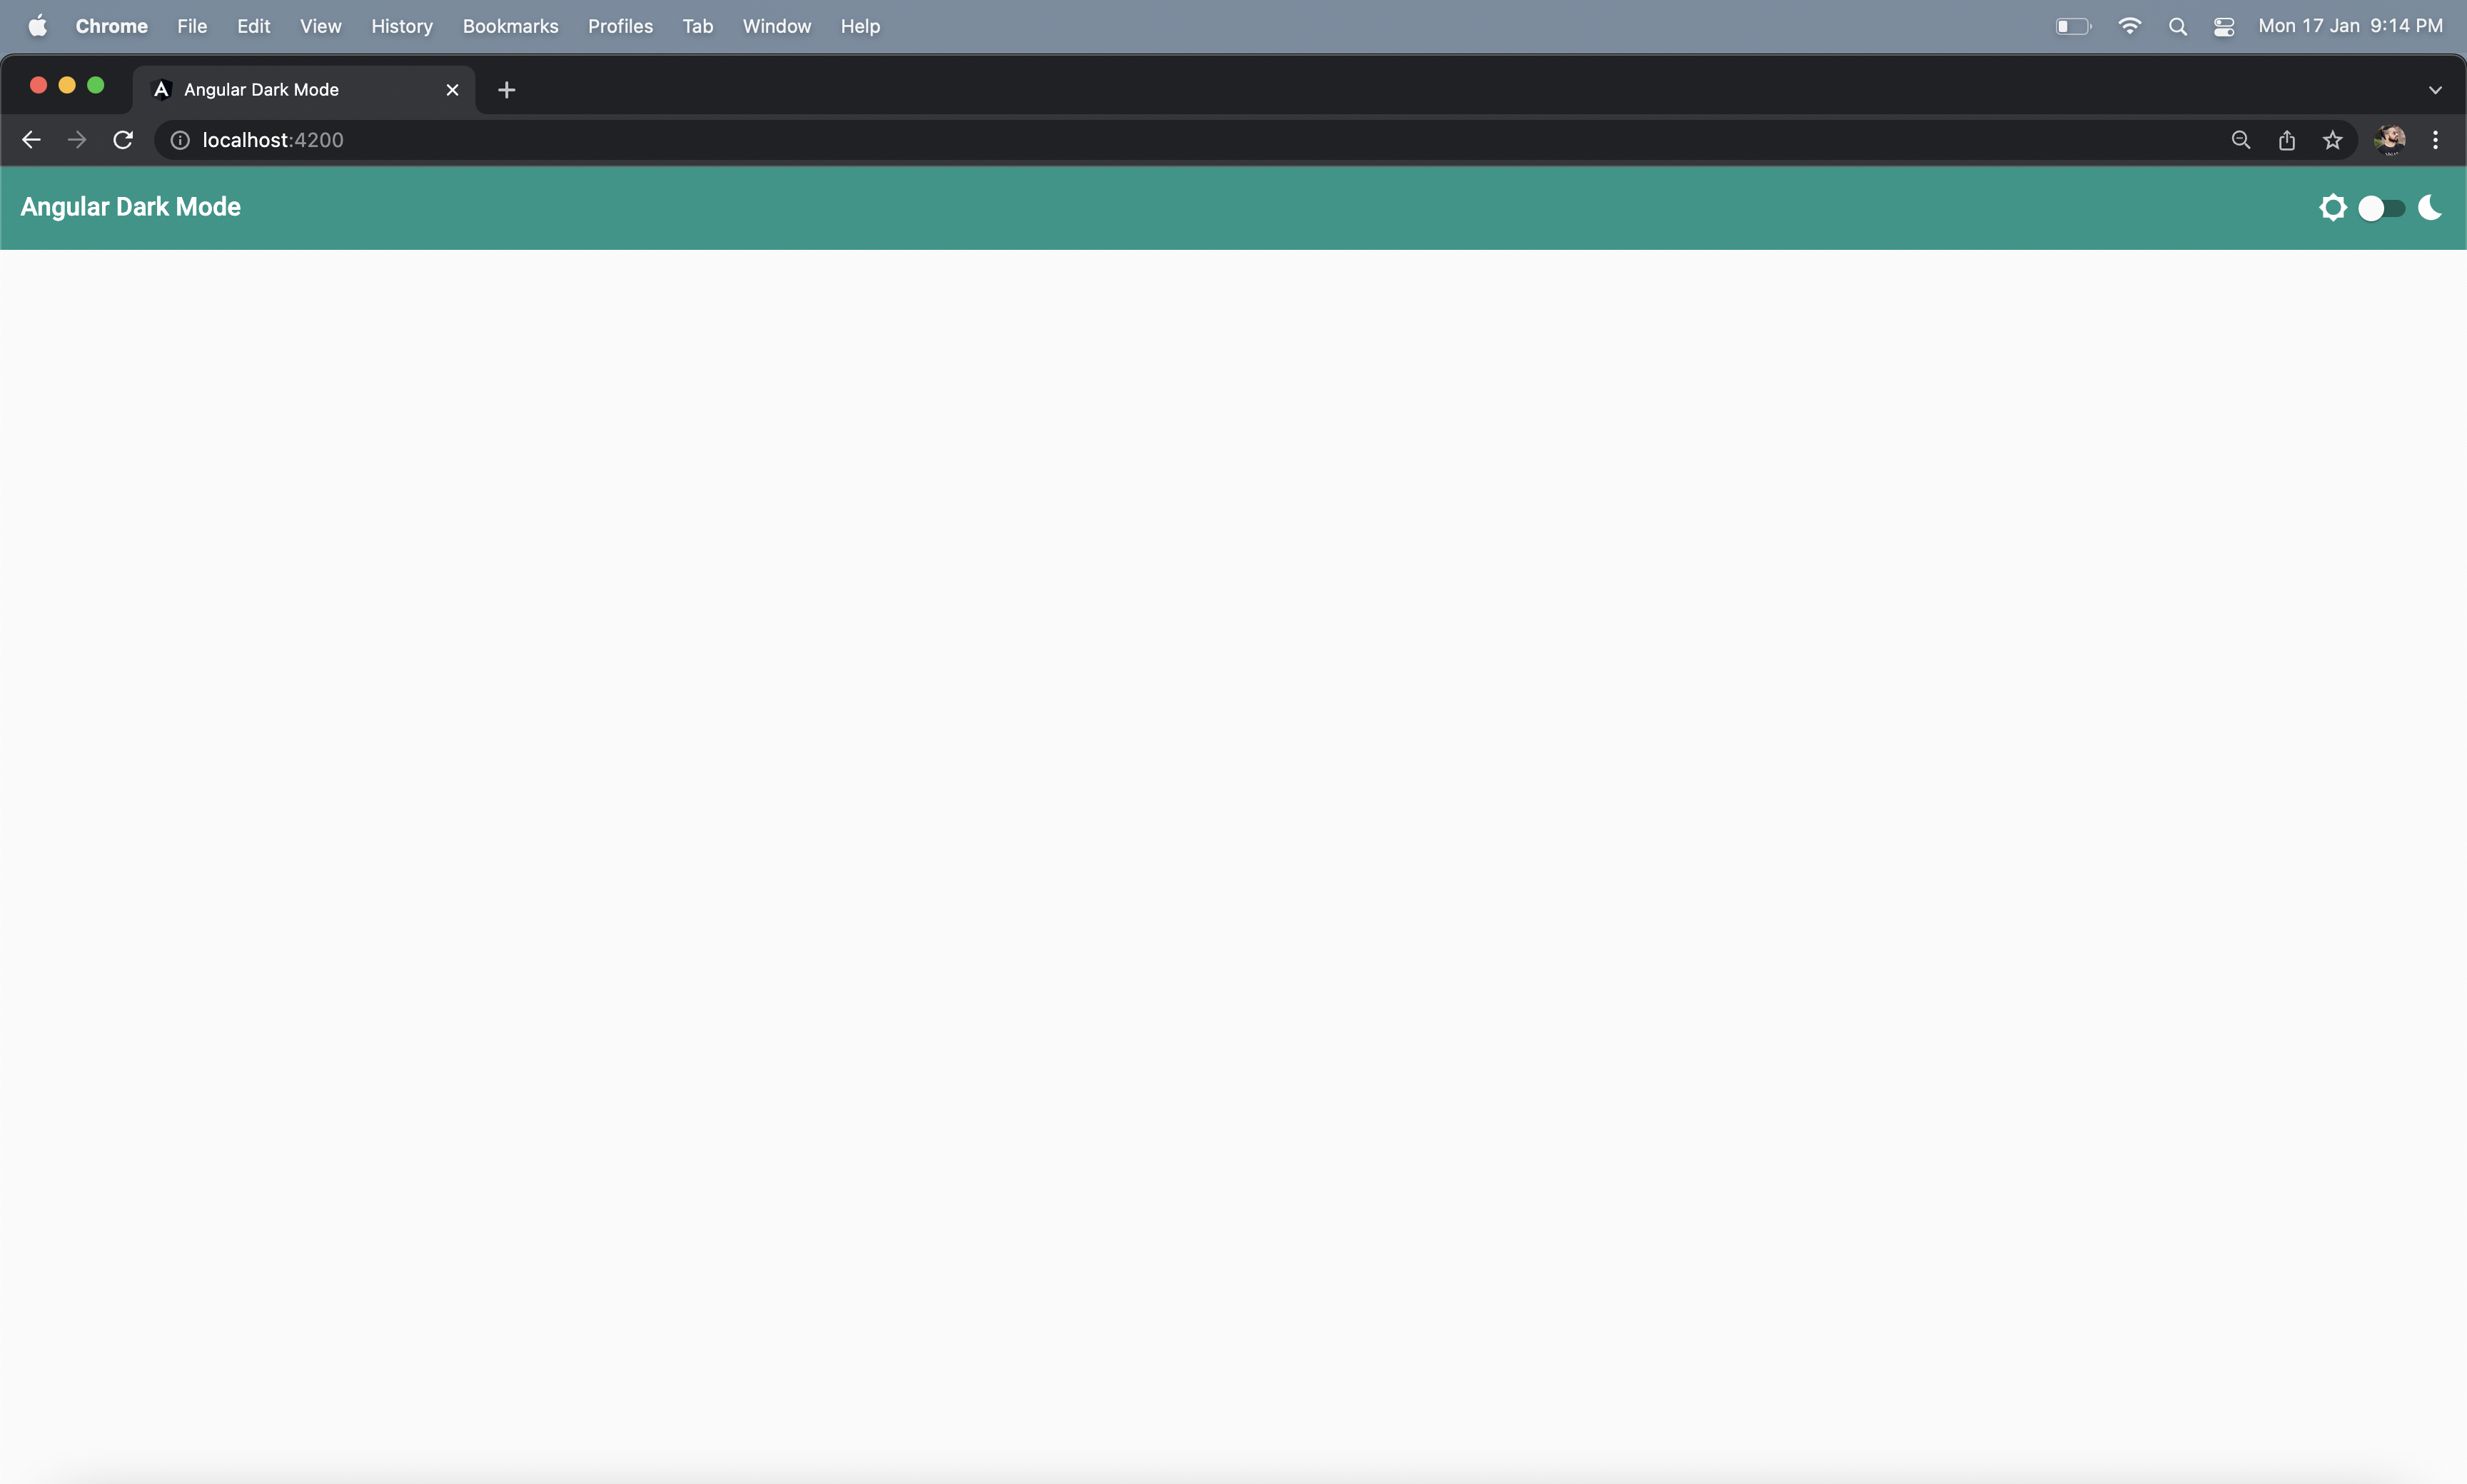 Chrome File Edit View History Bookmarks Profiles Tab Window Help Mon 17 Jan 9:14 PM
Angular Dark Mode
localhost:4200
Angular Dark Mode